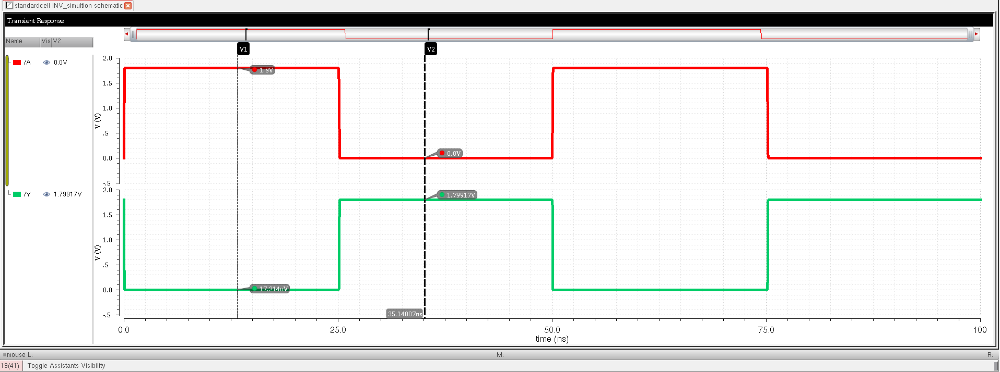 standardcell INV_simultion schematic
Transient Response
Name Vis V2
V1 V2
/A 0.0V
2.0
1.5
1.0
.5
0.0
-.5
V (V)
1.8V
0.0V
/Y 1.79917V
2.0
1.5
1.0
.5
0.0
-.5
V (V)
1.79917V
17.214uV
35.14007ns
0.0 25.0 50.0 75.0 100
time (ns)
mouse L: M: R:
19(41) Toggle Assistants Visibility